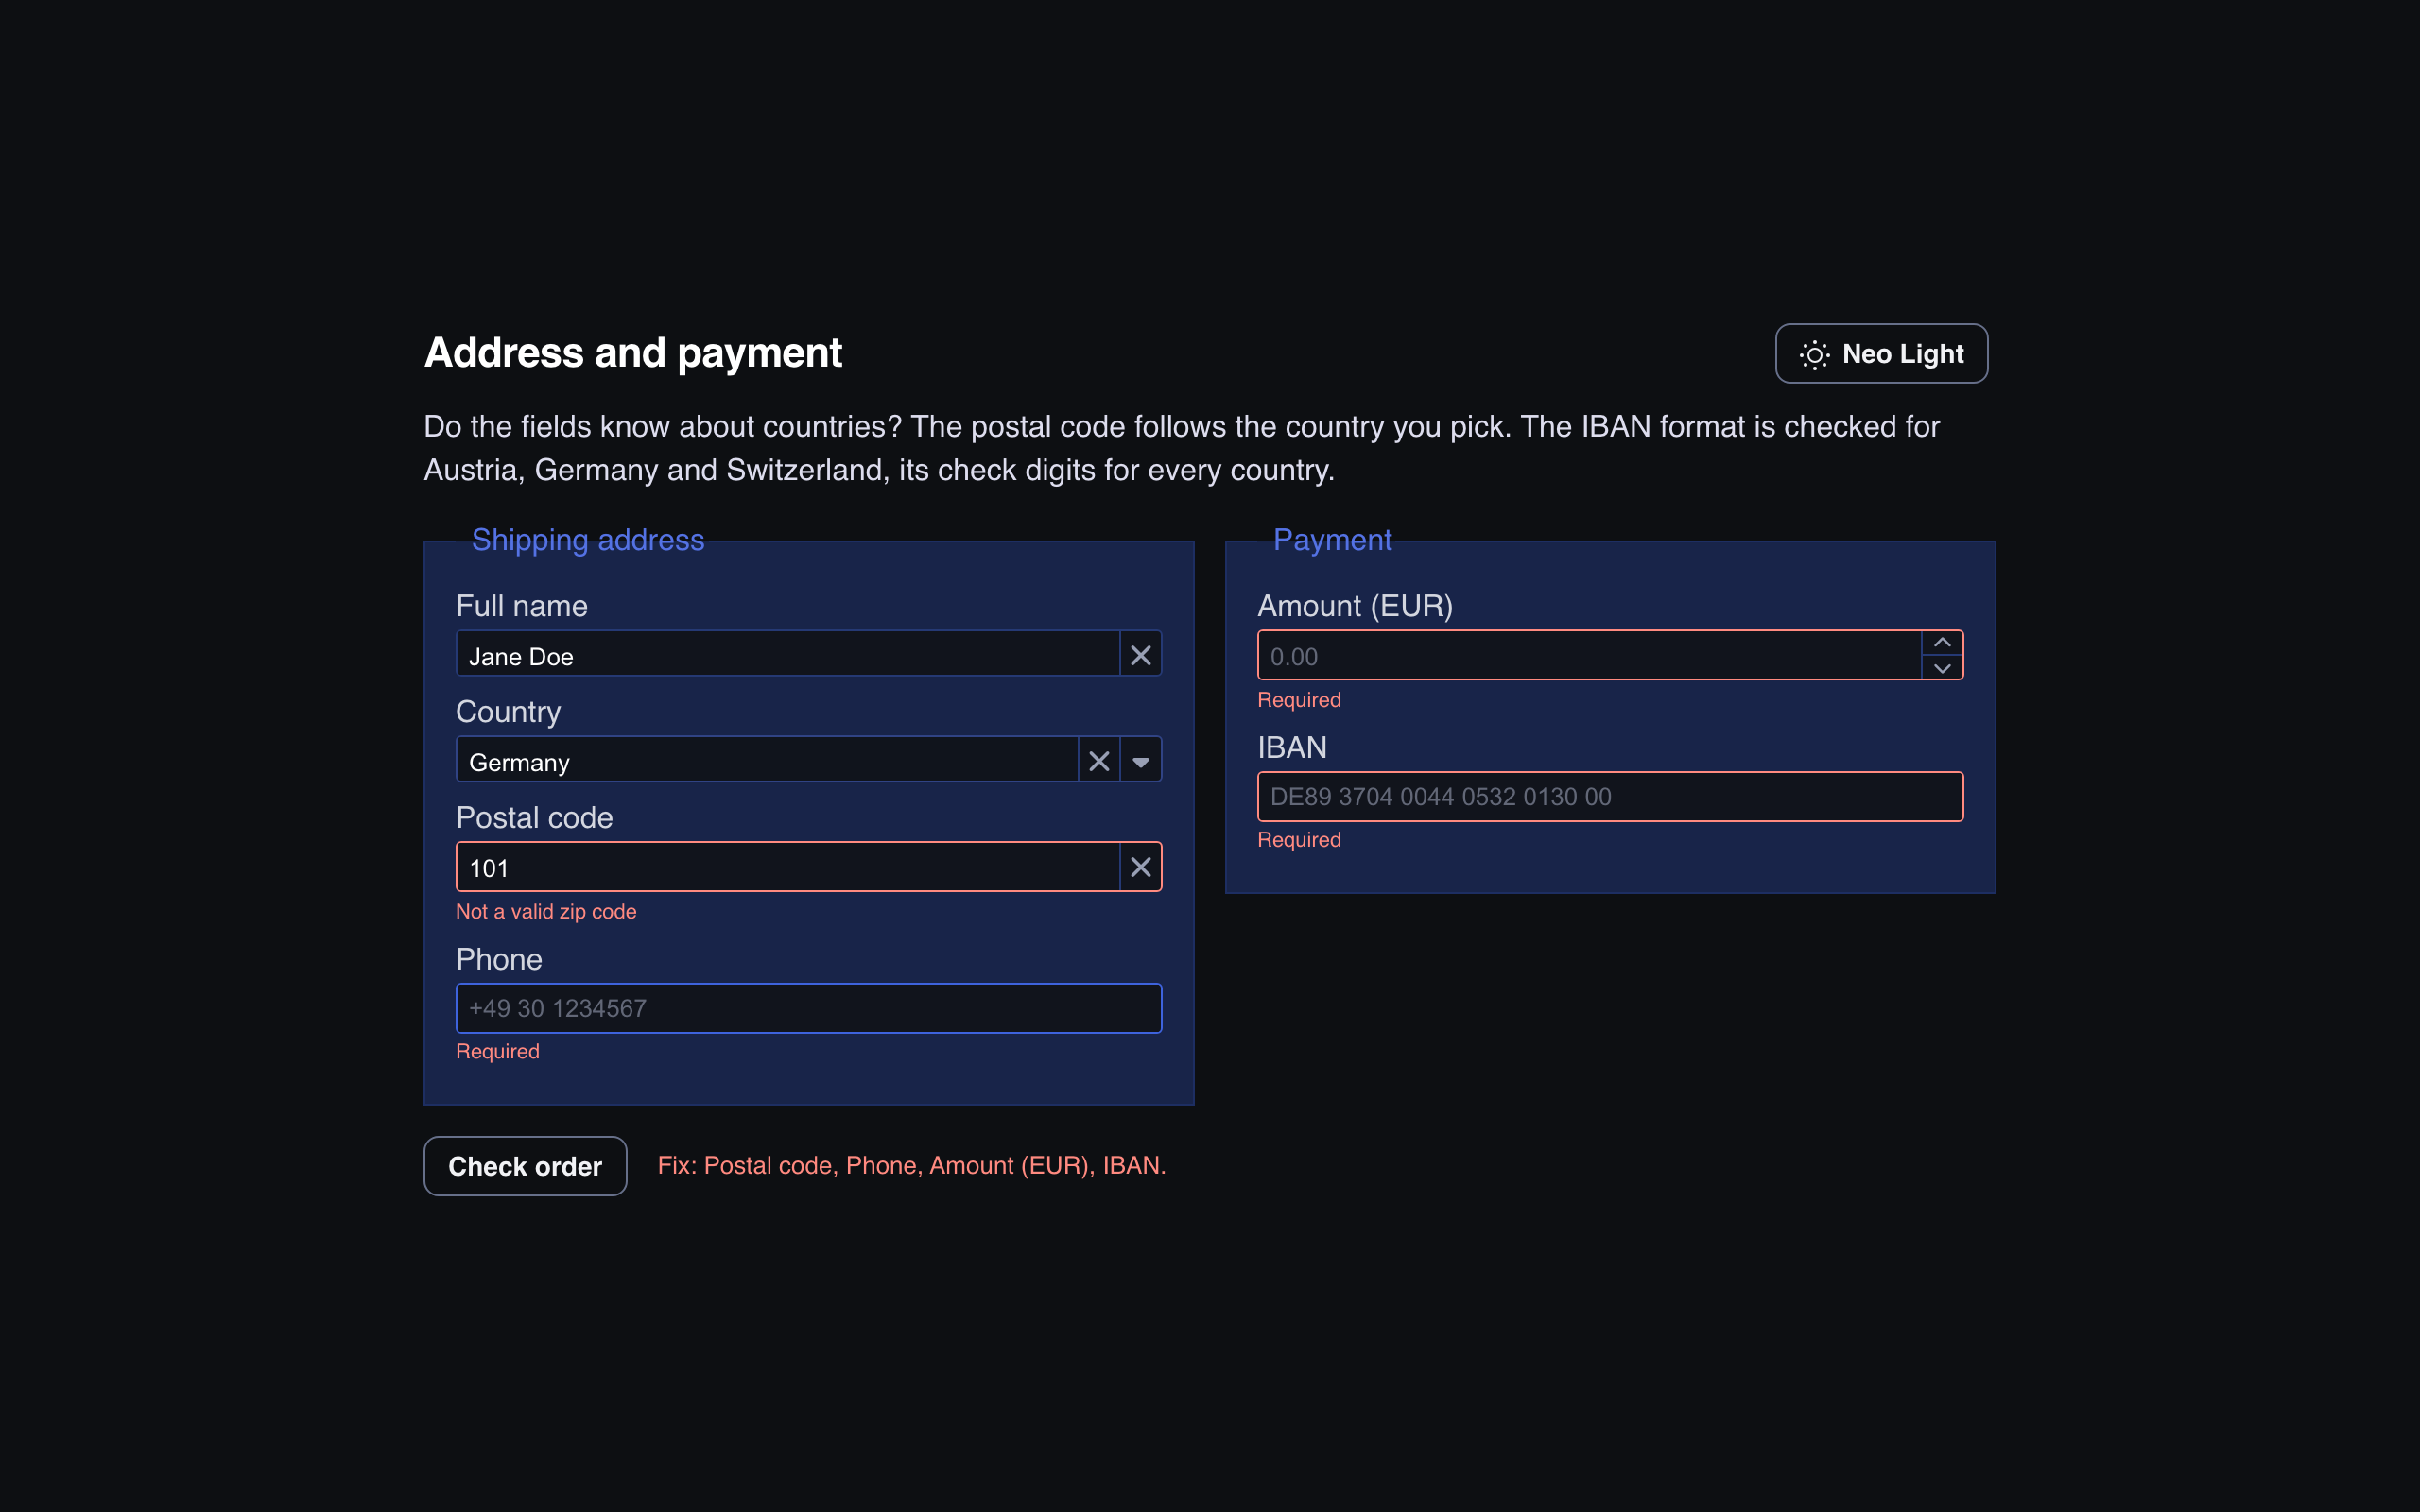 Address and payment
Neo Light
Do the fields know about countries? The postal code follows the country you pick. The IBAN format is checked for
Austria, Germany and Switzerland, its check digits for every country.
Shipping address
Full name
Jane Doe
Country
Germany
Postal code
101
Not a valid zip code
Phone
+49 30 1234567
Required
Payment
Amount (EUR)
0.00
Required
IBAN
DE89 3704 0044 0532 0130 00
Required
Check order
Fix: Postal code, Phone, Amount (EUR), IBAN.